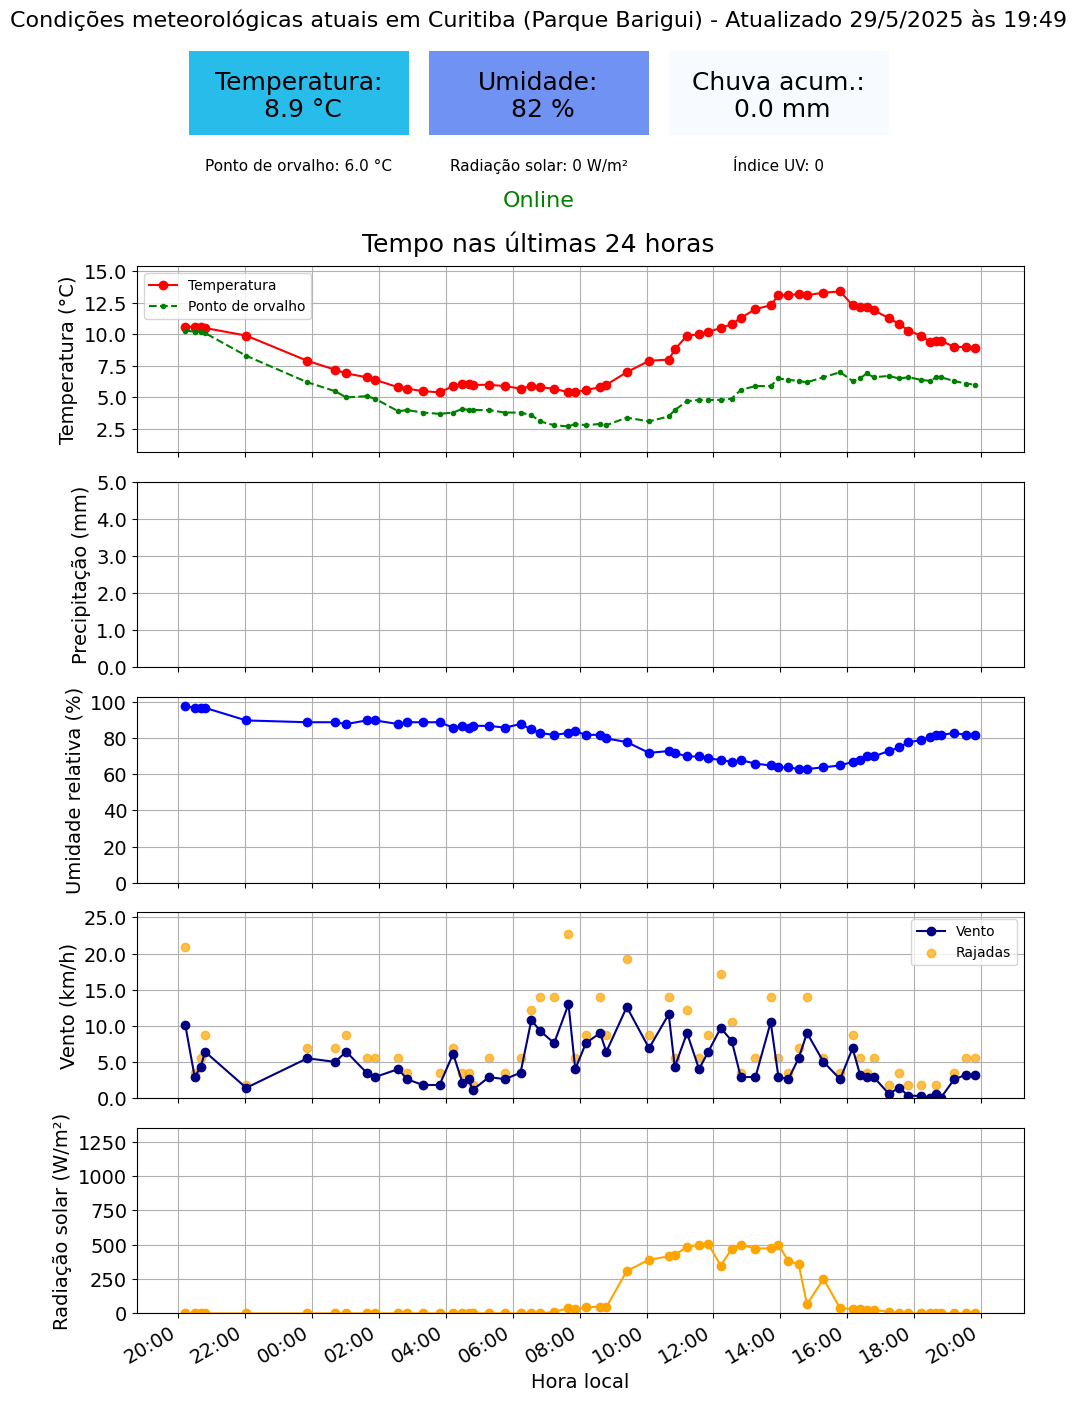 Condições meteorológicas atuais em Curitiba (Parque Barigui) - Atualizado 29/5/2025 às 19:49
Temperatura:
8.9 °C
Umidade:
82 %
Chuva acum.:
0.0 mm
Ponto de orvalho: 6.0 °C
Radiação solar: 0 W/m²
Índice UV: 0
Online
Tempo nas últimas 24 horas
Temperatura (°C)
15.0
12.5
10.0
7.5
5.0
2.5
Temperatura
Ponto de orvalho
Precipitação (mm)
5.0
4.0
3.0
2.0
1.0
0.0
Umidade relativa (%)
100
80
60
40
20
0
Vento (km/h)
25.0
20.0
15.0
10.0
5.0
0.0
Vento
Rajadas
Radiação solar (W/m²)
1250
1000
750
500
250
0
20:00
22:00
00:00
02:00
04:00
06:00
08:00
10:00
12:00
14:00
16:00
18:00
20:00
Hora local